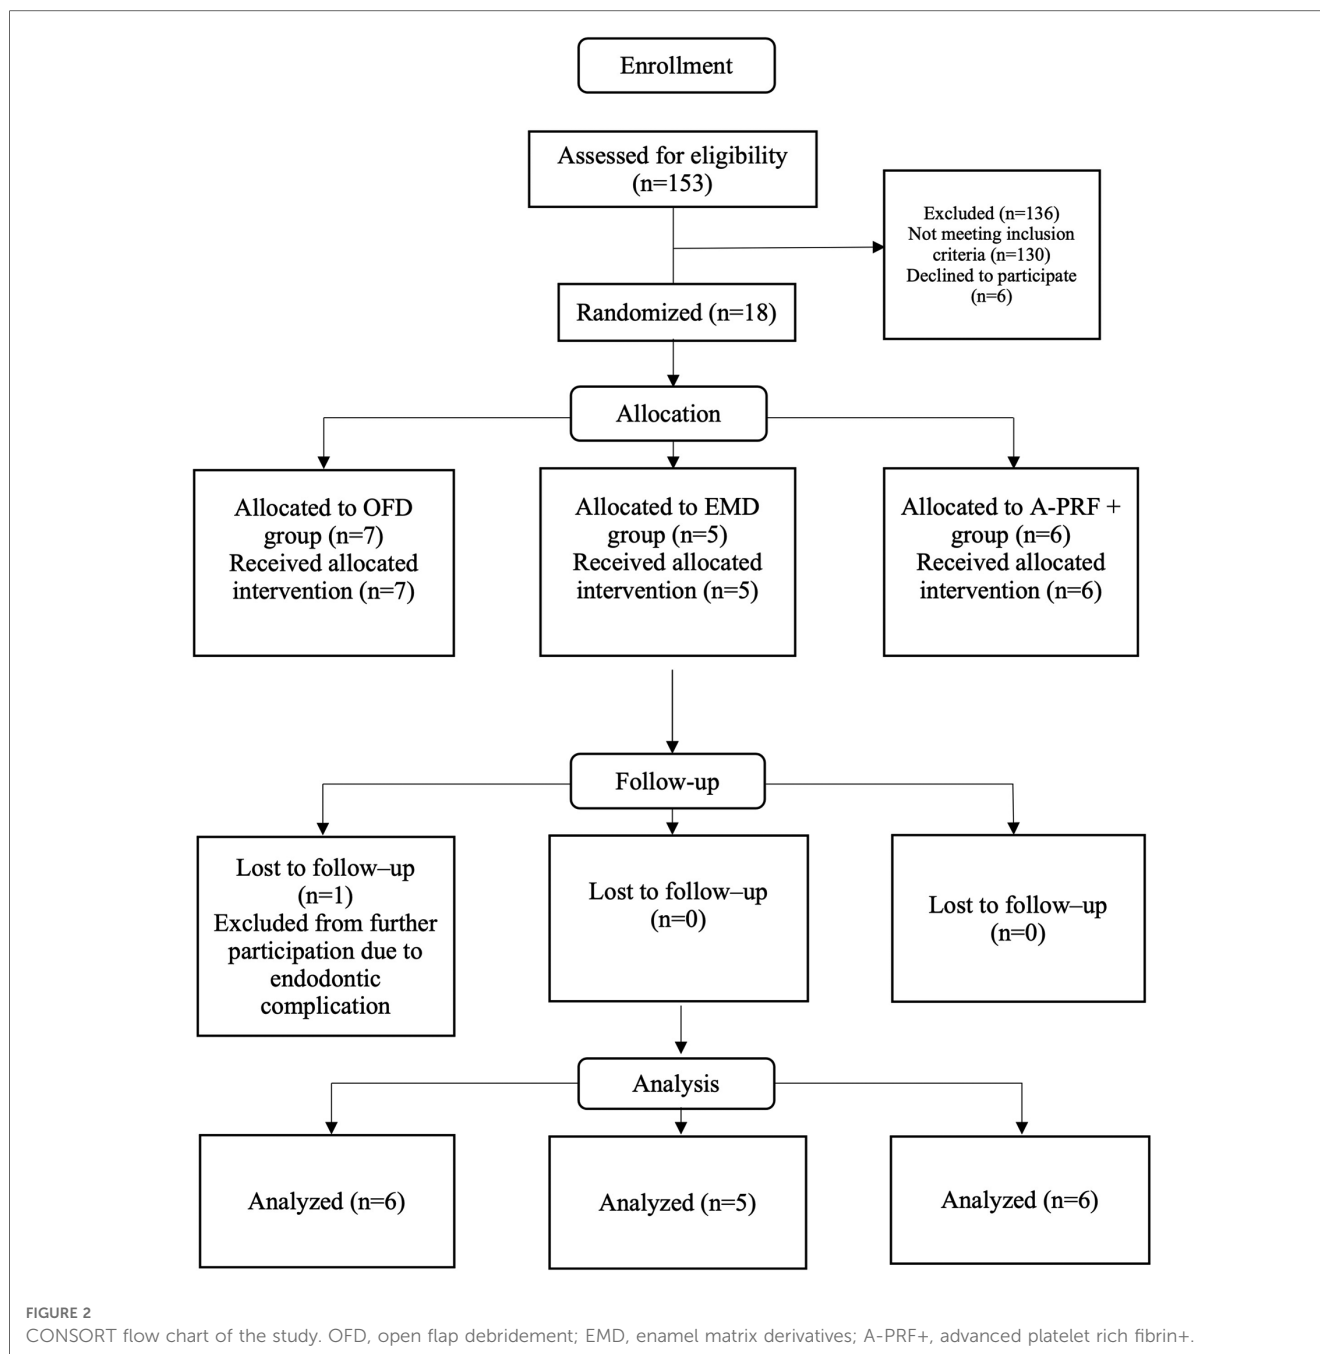 Enrollment
Assessed for eligibility
(n=153)
Excluded (n=136)
Not meeting inclusion
criteria (n=130)
Declined to participate
(n=6)
Randomized (n=18)
Allocation
Allocated to OFD
group (n=7)
Received allocated
intervention (n=7)
Allocated to EMD
group (n=5)
Received allocated
intervention (n=5)
Allocated to A-PRF +
group (n=6)
Received allocated
intervention (n=6)
Follow-up
Lost to follow–up
(n=1)
Excluded from further
participation due to
endodontic
complication
Lost to follow–up
(n=0)
Lost to follow–up
(n=0)
Analysis
Analyzed (n=6)
Analyzed (n=5)
Analyzed (n=6)
FIGURE 2
CONSORT flow chart of the study. OFD, open flap debridement; EMD, enamel matrix derivatives; A-PRF+, advanced platelet rich fibrin+.